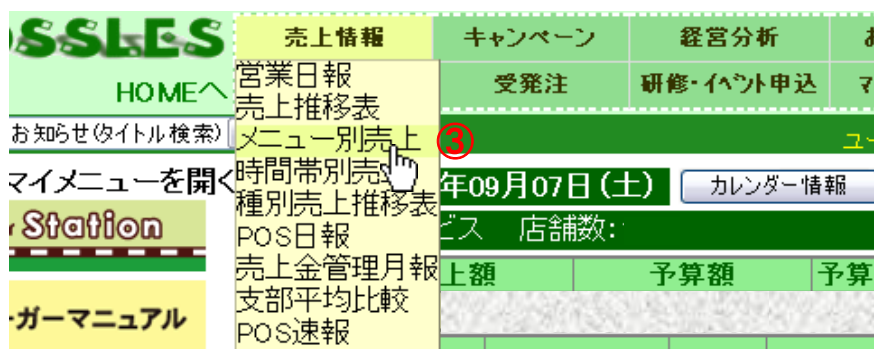 OSSLES
売上情報 キャンペーン 経営分析
HOMEへ
受発注 研修・イベント申込
営業日報
売上推移表
お知らせ(タイトル検索)
メニュー別売上 ③
ユー
マイメニューを開く
時間帯別売
年09月07日(土) カレンダー情報
種別売上推移表
Station
POS日報
ビス 店舗数:
売上金管理月報
上額 予算額 予算
支部平均比較
ガーマニュアル
POS速報